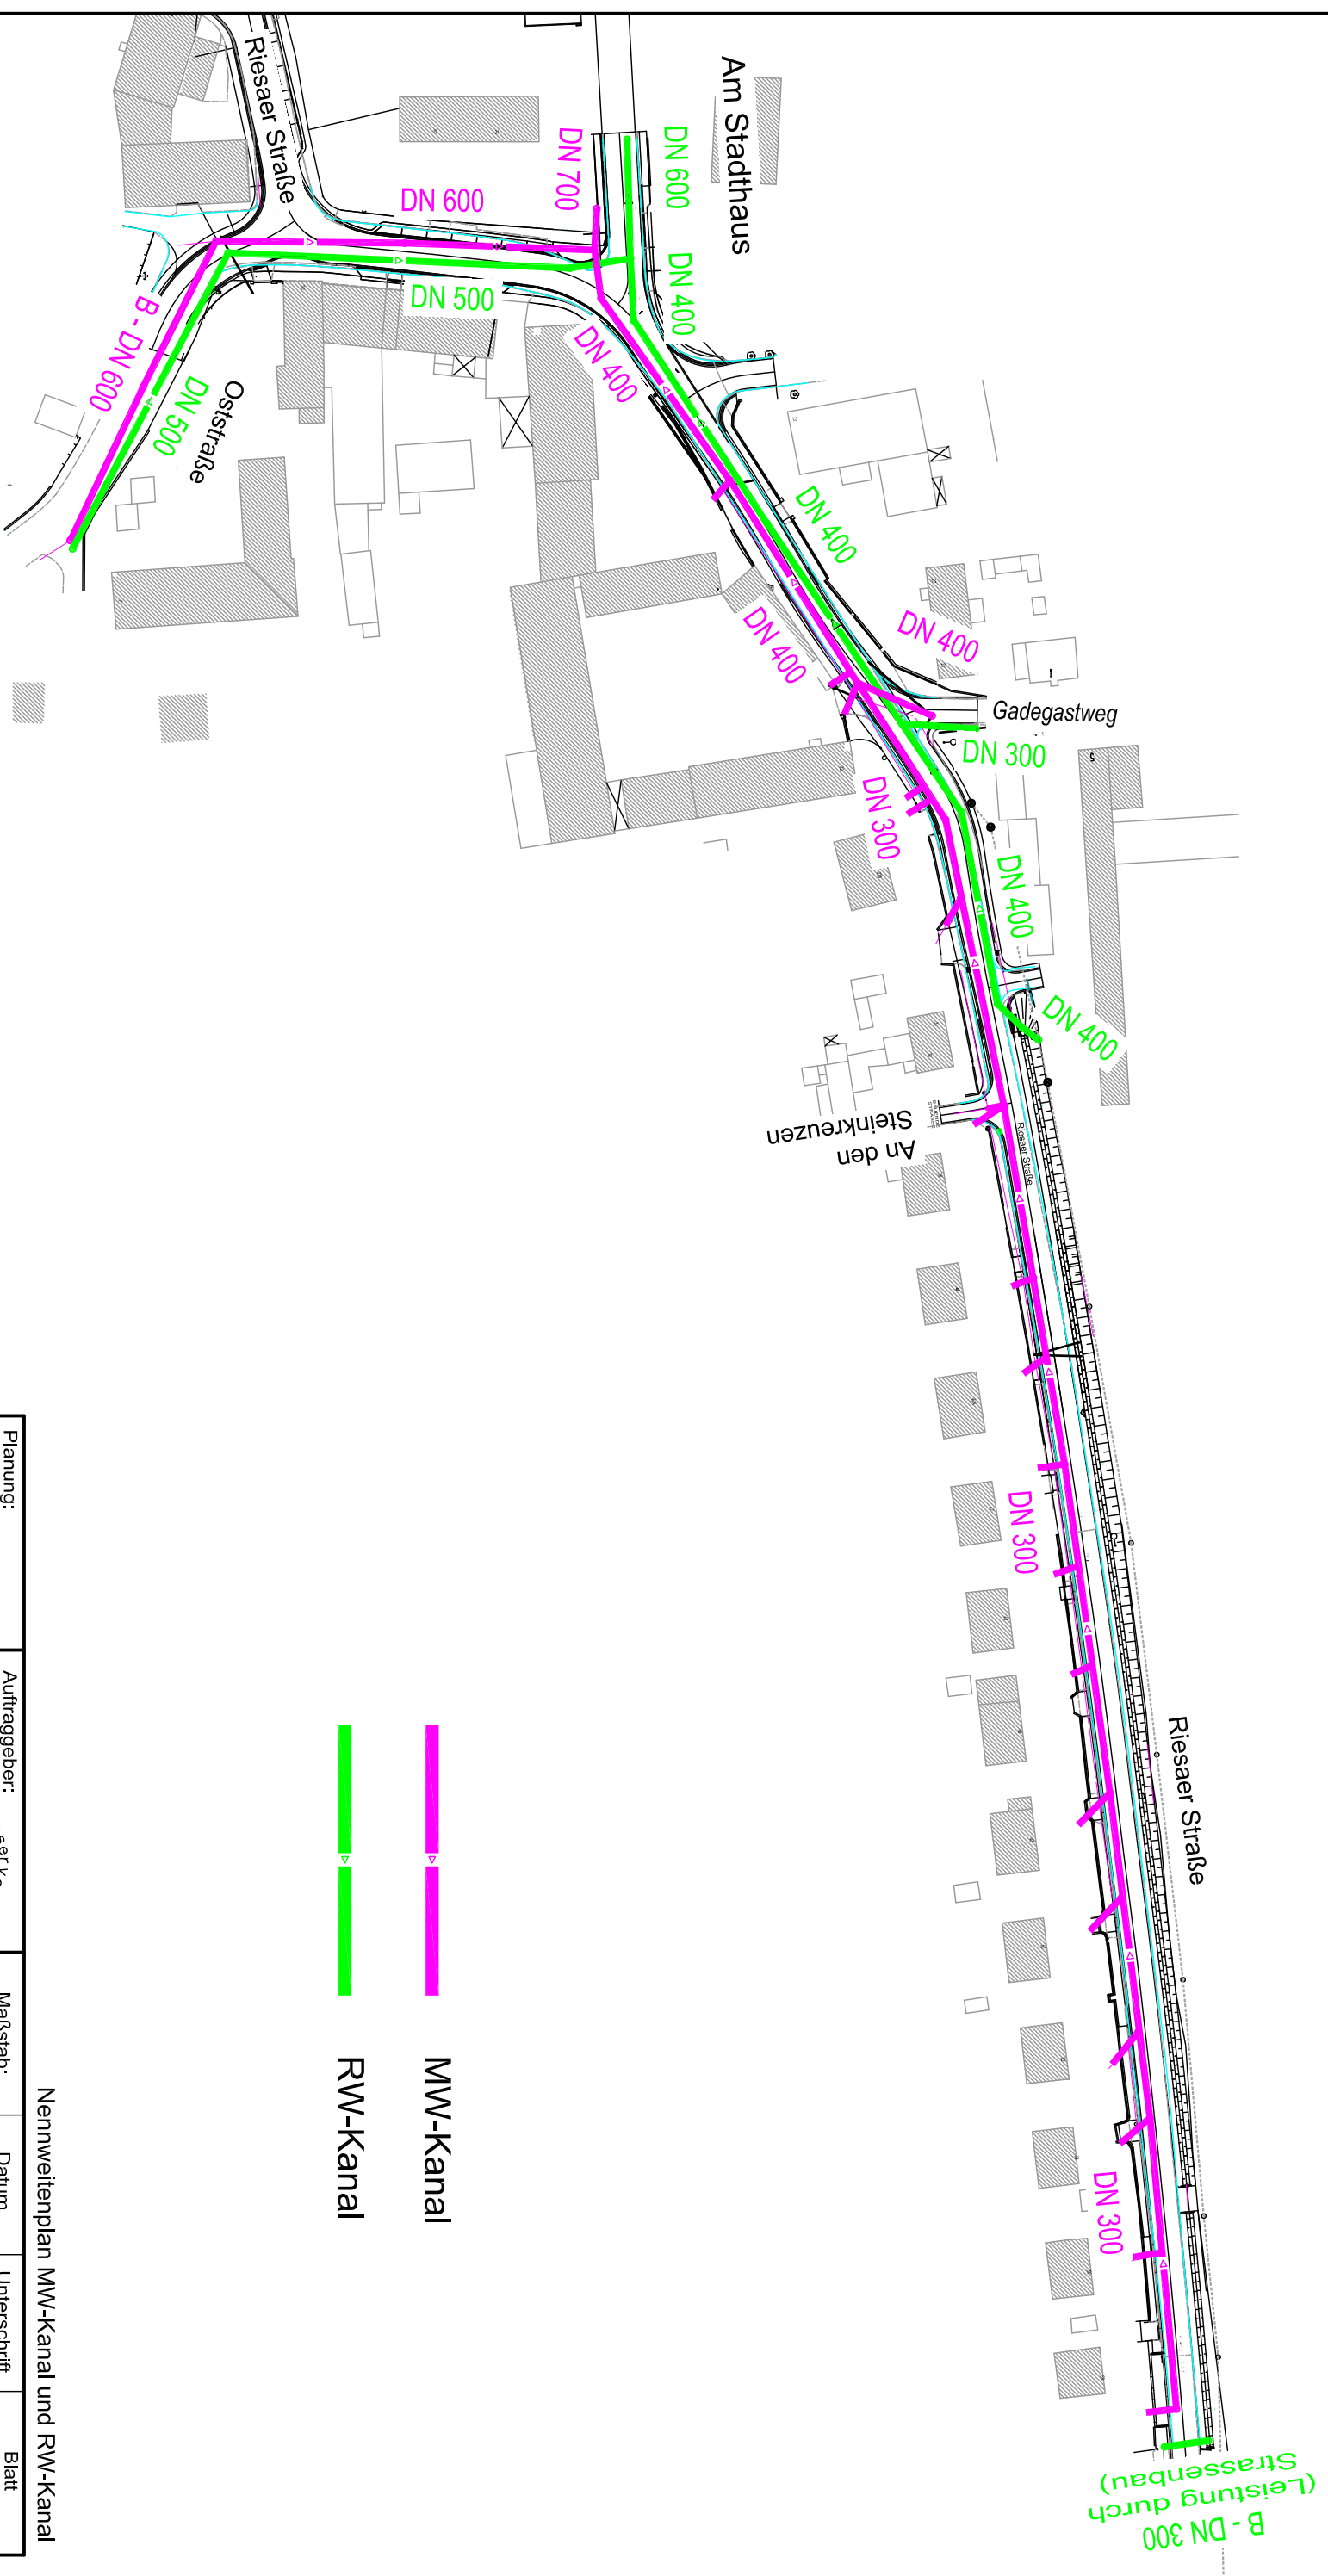 Am Stadthaus
Riesaer Straße
DN 700
DN 600
DN 600
DN 400
DN 500
B - DN 600
DN 500
Oststraße
DN 400
DN 400
DN 400
DN 400
Gadegastweg
DN 300
DN 300
DN 400
DN 400
An den
Steinkreuzen
Riesaer Straße
DN 300
Riesaer Straße
DN 300
B - DN 300
(Leistung durch
Strassenbau)
MW-Kanal
RW-Kanal
Nennweitenplan MW-Kanal und RW-Kanal
Planung:
Auftraggeber:
Maßstab:
Datum
Unterschrift
Blatt